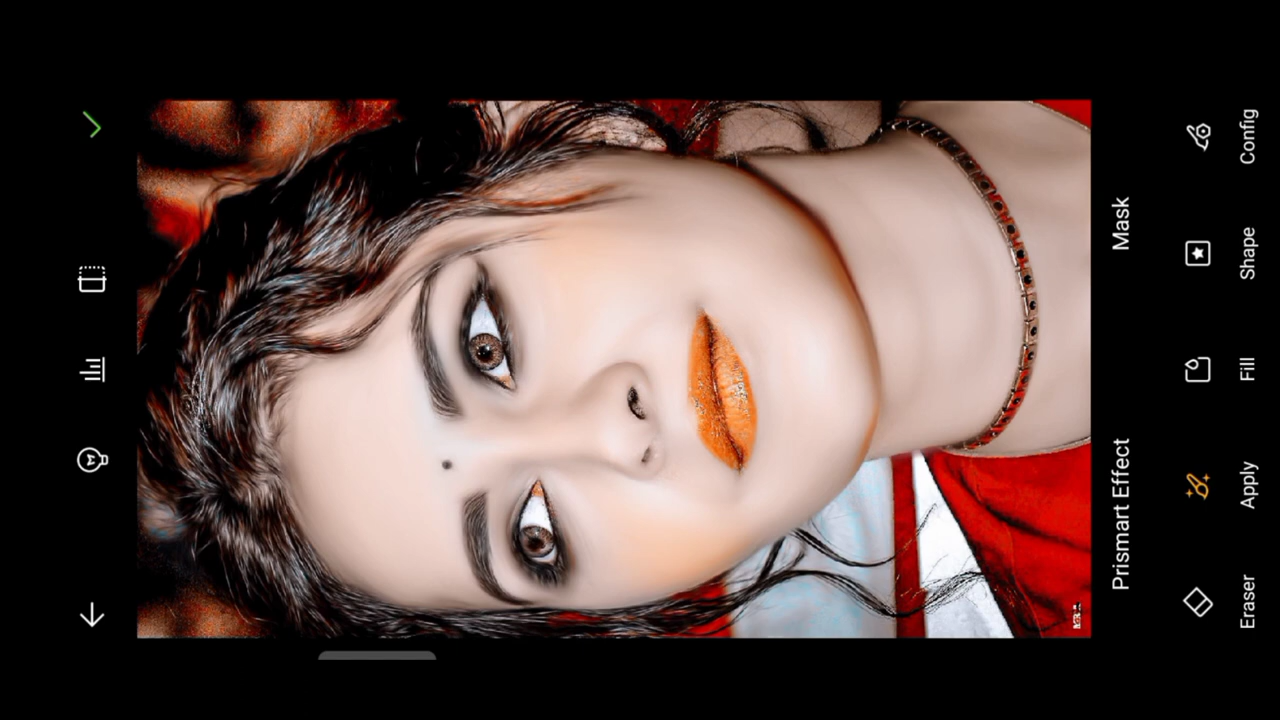 Prismart Effect
Mask
Eraser
Apply
Fill
Shape
Config